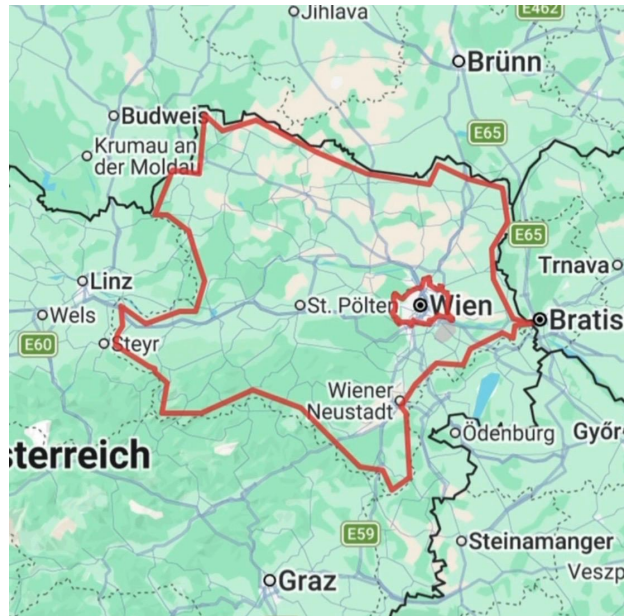 Jihlava
E462
Brünn
Budweis
E65
Krumau an
der Moldau
E65
Trnava
Linz
Wels
St. Pölten
Wien
Bratis
E60
Steyr
Wiener
Neustadt
Ödenburg
Győr
sterreich
E59
Steinamanger
Veszp
Graz